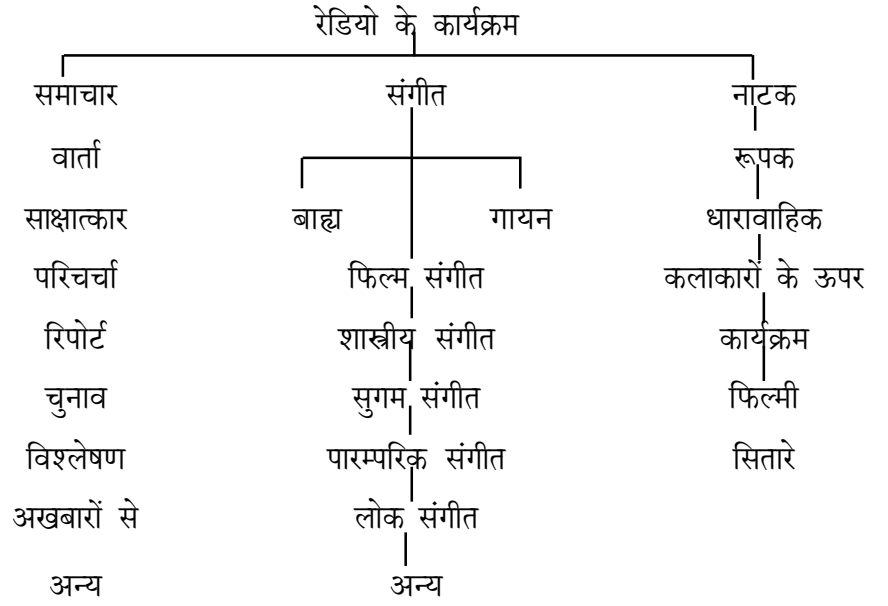 रेडियो के कार्यक्रम
समाचार संगीत नाटक
वार्ता रूपक
साक्षात्कार बाह्य गायन धारावाहिक
परिचर्चा फिल्म संगीत कलाकारों के ऊपर
रिपोर्ट शास्त्रीय संगीत कार्यक्रम
चुनाव सुगम संगीत फिल्मी
विश्लेषण पारम्परिक संगीत सितारे
अखबारों से लोक संगीत
अन्य अन्य